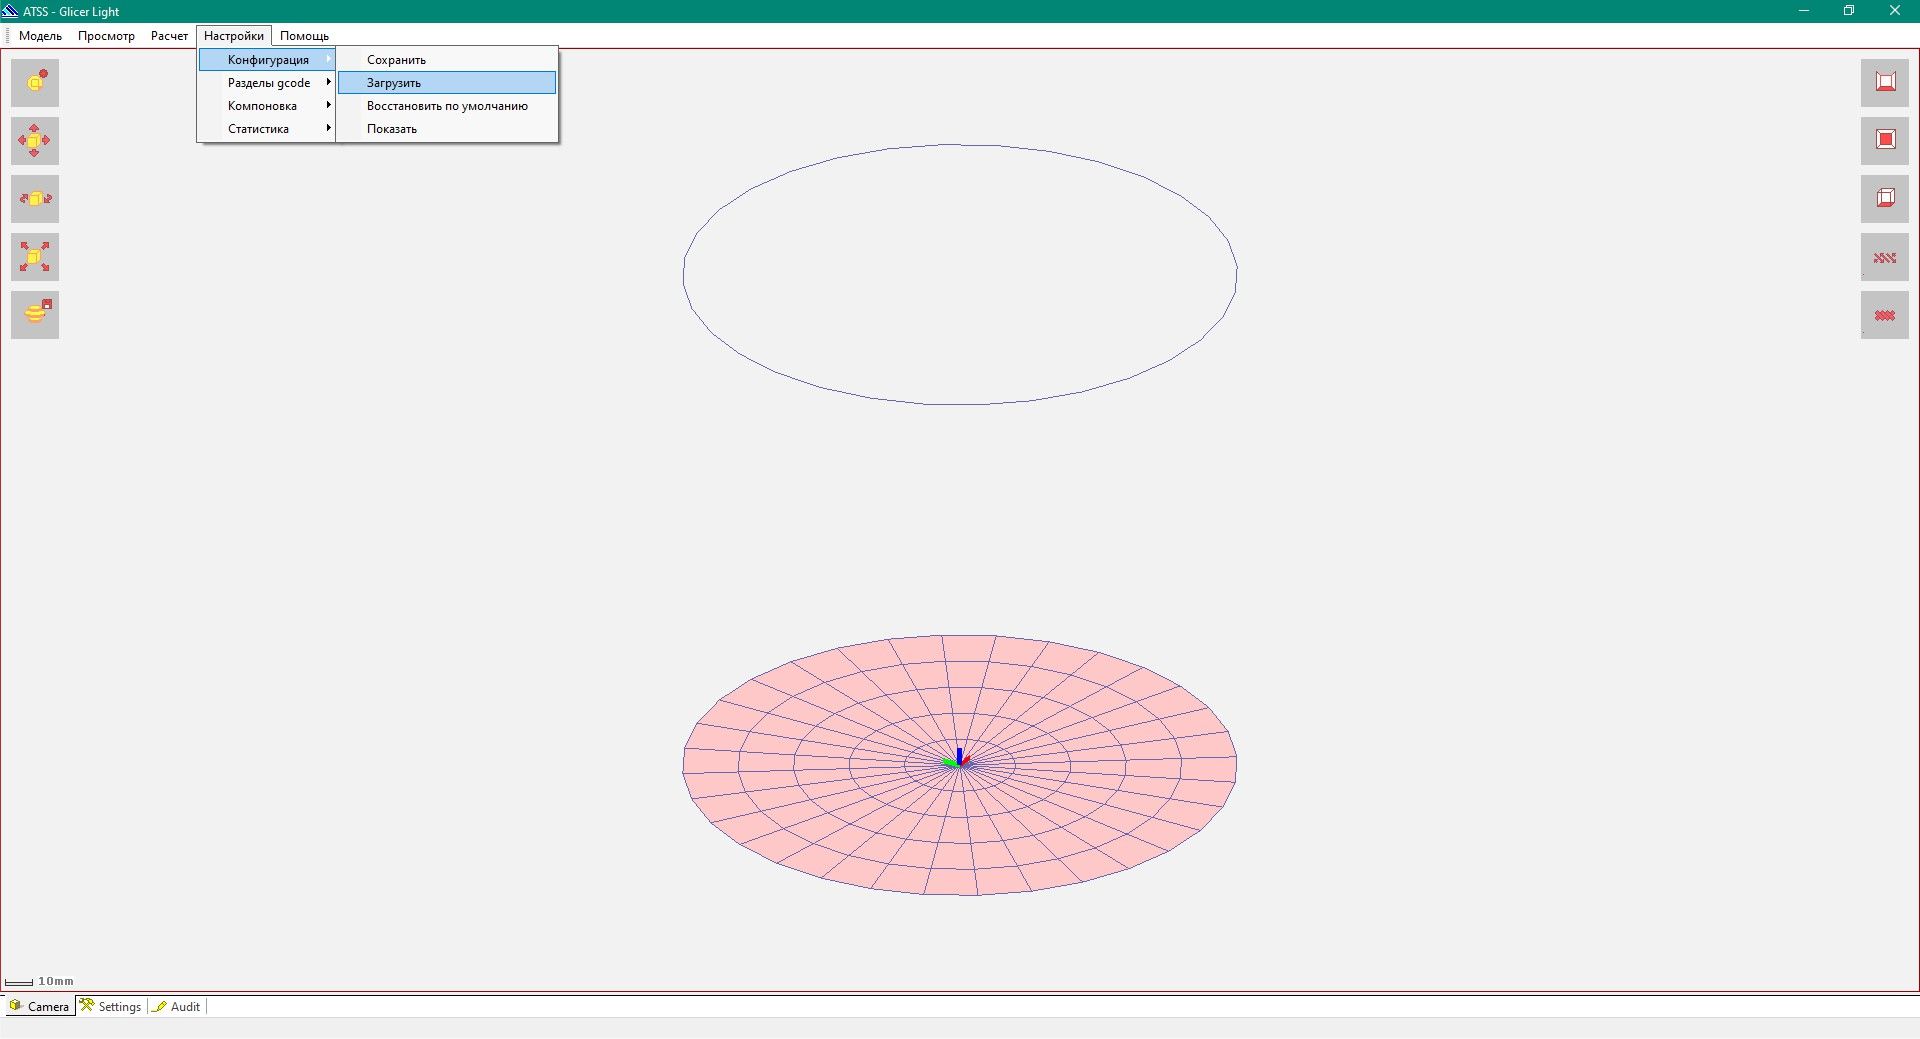 ATSS - Glicer Light
Модель Просмотр Расчет Настройки Помощь
Конфигурация
Разделы gcode
Компоновка
Статистика
Сохранить
Загрузить
Восстановить по умолчанию
Показать
10mm
Camera Settings Audit